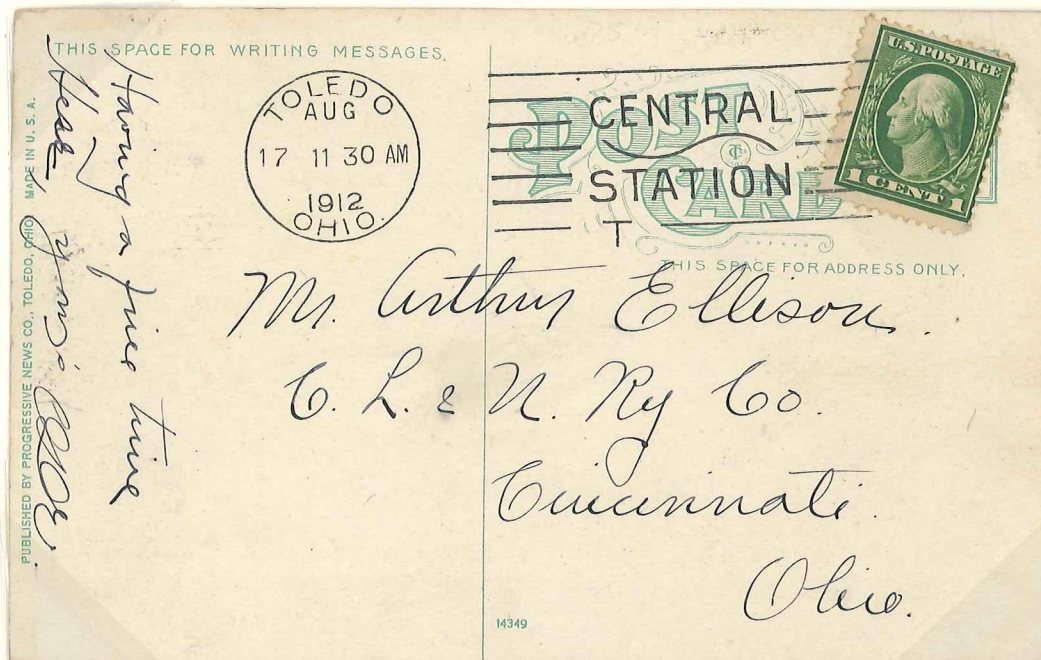 THIS SPACE FOR WRITING MESSAGES.
Having a fine time
Here, yours
PUBLISHED BY PROGRESSIVE NEWS CO., TOLEDO, OHIO. MADE IN U. S. A.
TOLEDO
AUG
17 11 30 AM
1912
OHIO.
CENTRAL
STATION
T
POST
CARD
U.S. POSTAGE
1 CENT 1
THIS SPACE FOR ADDRESS ONLY.
Mr. Arthur Ellison.
C. L. & N. Ry Co.
Cincinnati.
Ohio.
14349